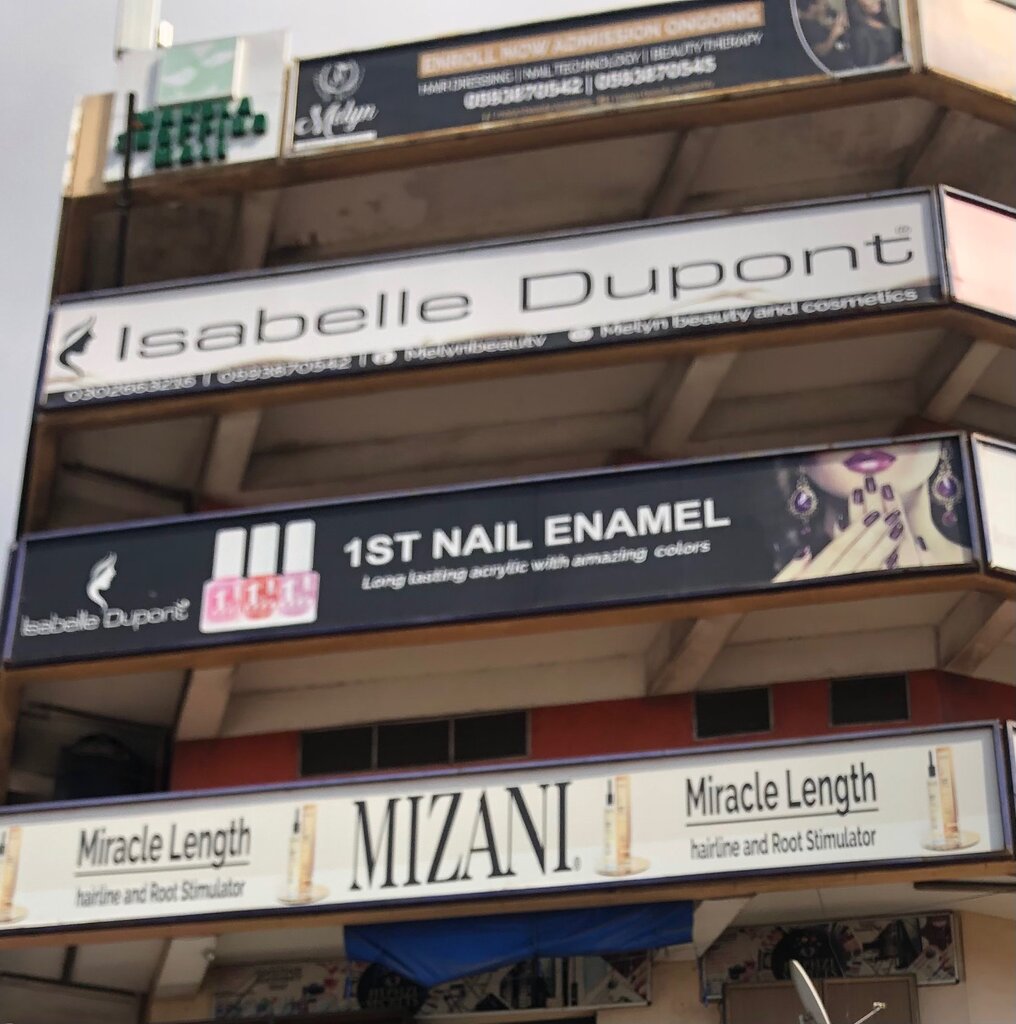 ENROLL NOW ADMISSION ONGOING
HAIR DRESSING | NAIL TECHNOLOGY | BEAUTY THERAPY
0593870542 | 0593870545
Melyn
Isabelle Dupont
0302663216 | 0593870542 | Melynbeauty Melyn beauty and cosmetics
1ST NAIL ENAMEL
Long lasting acrylic with amazing colors
Isabelle Dupont
Miracle Length
hairline and Root Stimulator
MIZANI
Miracle Length
hairline and Root Stimulator